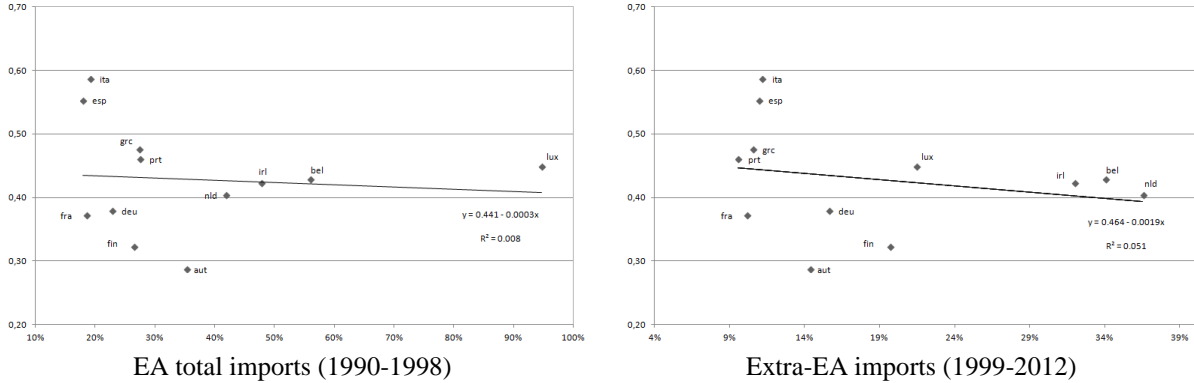 0,70
0,60
0,50
0,40
0,30
0,20
ita
esp
grc
prt
lux
irl
bel
nld
deu
fra
fin
aut
y = 0.441 - 0.0003x
R² = 0.008
10% 20% 30% 40% 50% 60% 70% 80% 90% 100%
EA total imports (1990-1998)
0,70
0,60
0,50
0,40
0,30
0,20
ita
esp
grc
prt
lux
irl
bel
nld
deu
fra
fin
aut
y = 0.464 - 0.0019x
R² = 0.051
4% 9% 14% 19% 24% 29% 34% 39%
Extra-EA imports (1999-2012)